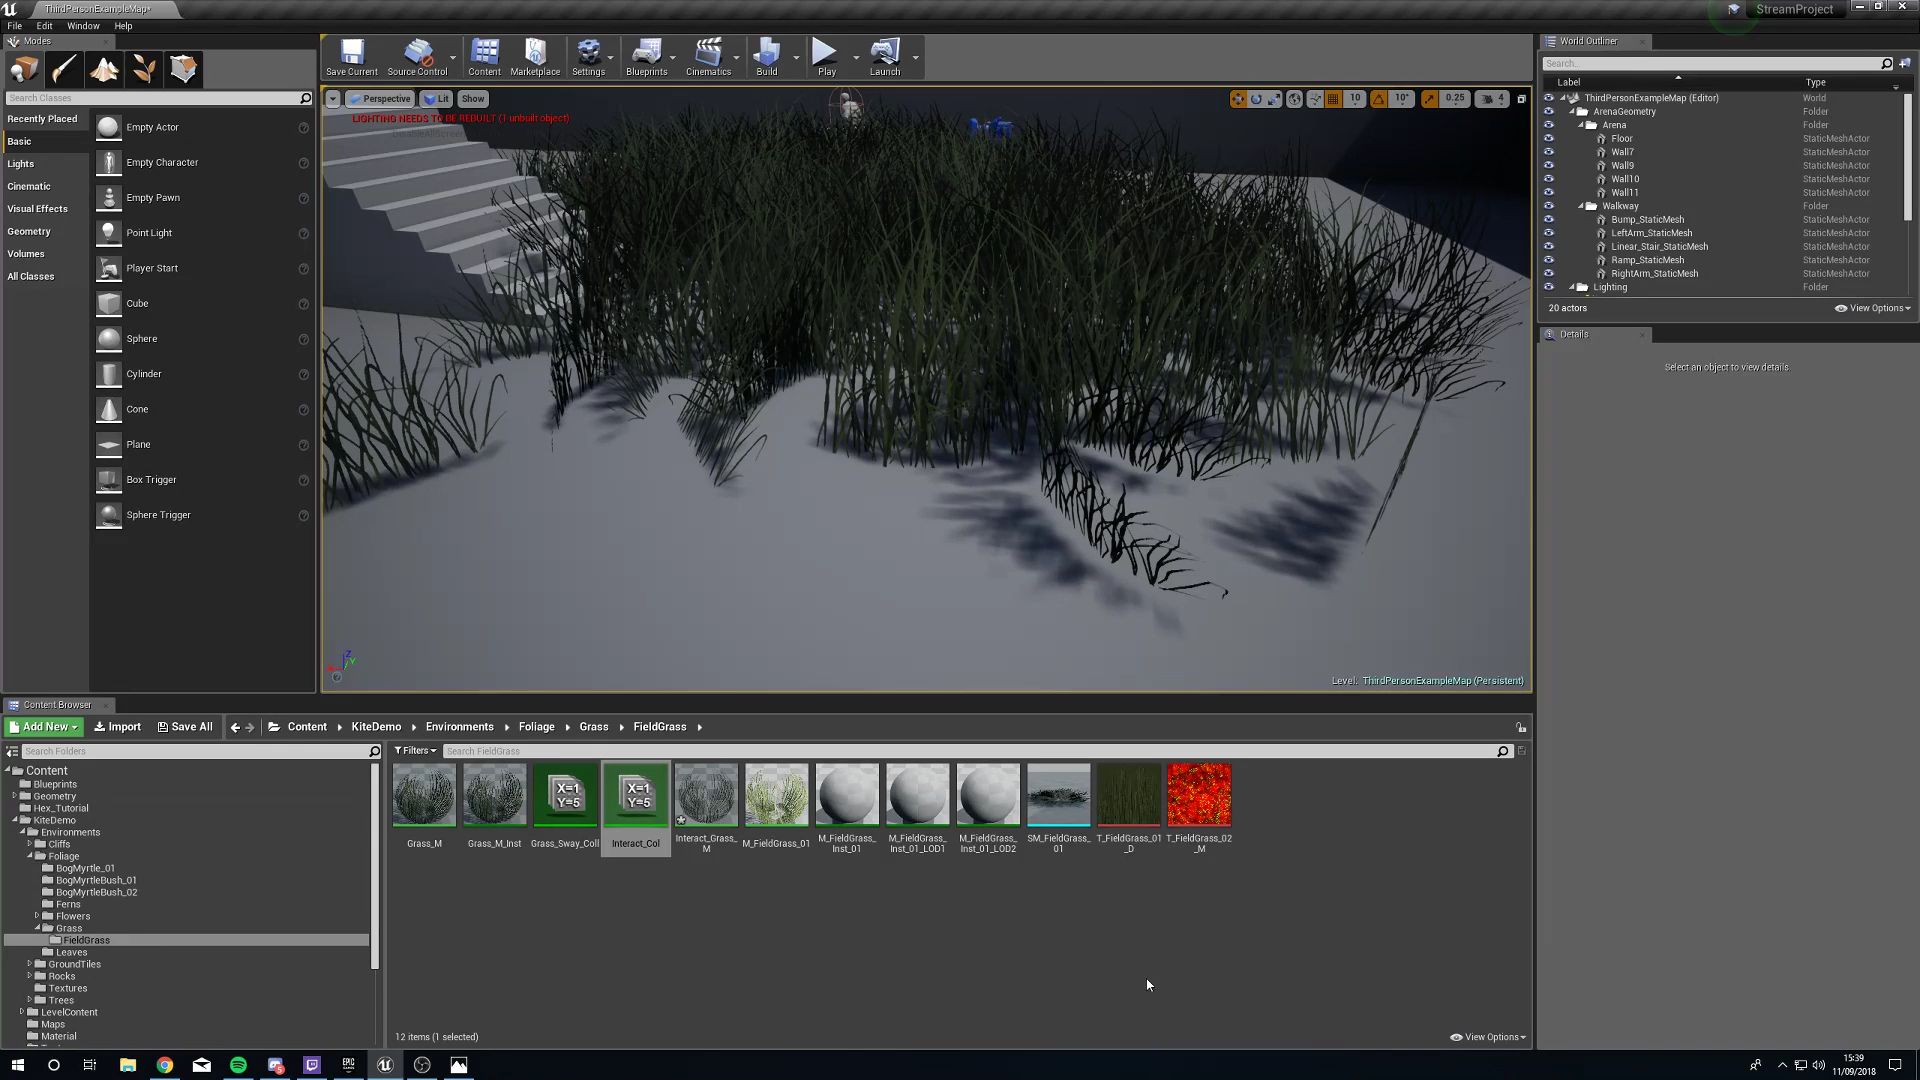 ThirdPersonExampleMap*
StreamProject
File Edit Window Help
Modes
Search Classes
Recently Placed
Basic
Lights
Cinematic
Visual Effects
Geometry
Volumes
All Classes
Empty Actor
Empty Character
Empty Pawn
Point Light
Player Start
Cube
Sphere
Cylinder
Cone
Plane
Box Trigger
Sphere Trigger
Save Current Source Control Content Marketplace Settings Blueprints Cinematics Build Play Launch
Perspective Lit Show
10 10° 0.25 4
LIGHTING NEEDS TO BE REBUILT (1 unbuilt object)
Level: ThirdPersonExampleMap (Persistent)
World Outliner
Search...
Label Type
ThirdPersonExampleMap (Editor) World
ArenaGeometry Folder
Arena Folder
Floor StaticMeshActor
Wall7 StaticMeshActor
Wall9 StaticMeshActor
Wall10 StaticMeshActor
Wall11 StaticMeshActor
Walkway Folder
Bump_StaticMesh StaticMeshActor
LeftArm_StaticMesh StaticMeshActor
Linear_Stair_StaticMesh StaticMeshActor
Ramp_StaticMesh StaticMeshActor
RightArm_StaticMesh StaticMeshActor
Lighting Folder
20 actors View Options
Details
Select an object to view details.
Content Browser
Add New Import Save All Content KiteDemo Environments Foliage Grass FieldGrass
Search Folders
Content
Blueprints
Geometry
Hex_Tutorial
KiteDemo
Environments
Cliffs
Foliage
BogMyrtle_01
BogMyrtleBush_01
BogMyrtleBush_02
Ferns
Flowers
Grass
FieldGrass
Leaves
GroundTiles
Rocks
Textures
Trees
LevelContent
Maps
Material
Filters Search FieldGrass
X=1
Y=5
X=1
Y=5
Grass_M
Grass_M_Inst
Grass_Sway_Coll
Interact_Col
Interact_Grass_
M
M_FieldGrass_01
M_FieldGrass_
Inst_01
M_FieldGrass_
Inst_01_LOD1
M_FieldGrass_
Inst_01_LOD2
SM_FieldGrass_
01
T_FieldGrass_01
_D
T_FieldGrass_02
_M
12 items (1 selected) View Options
EPIC
GAMES
15:39
11/09/2018